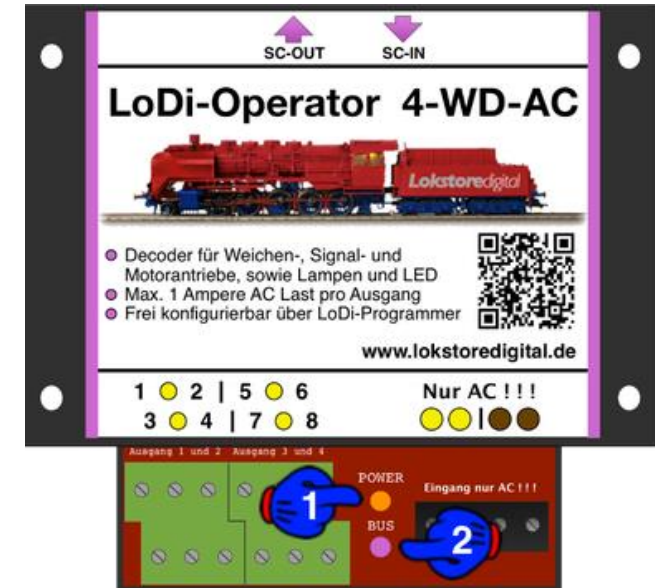 SC-OUT SC-IN
LoDi-Operator 4-WD-AC
Lokstoredigital
Decoder für Weichen-, Signal- und
Motorantriebe, sowie Lampen und LED
Max. 1 Ampere AC Last pro Ausgang
Frei konfigurierbar über LoDi-Programmer
www.lokstoredigital.de
1 2 | 5 6
3 4 | 7 8
Nur AC ! ! !
Ausgang 1 und 2 Ausgang 3 und 4
POWER
Eingang nur AC ! ! !
1
BUS
2